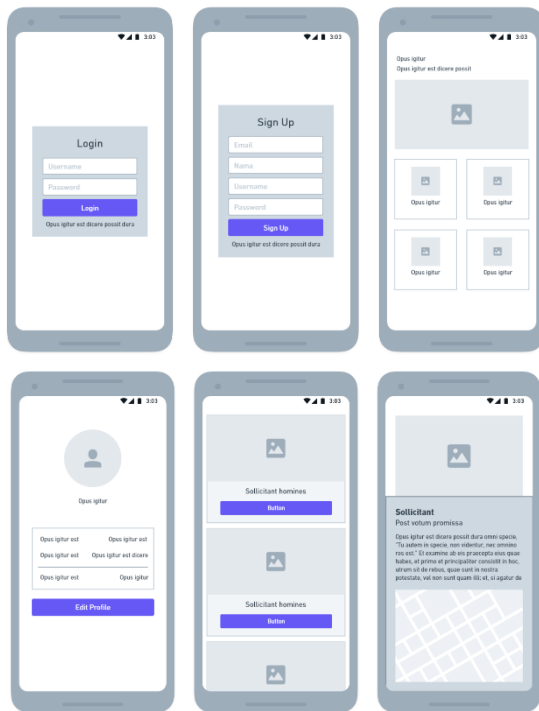 3:03
Login
Username
Password
Login
Opus igitur est dicere possit dura
3:03
Sign Up
Email
Name
Username
Password
Sign Up
Opus igitur est dicere possit dura
3:03
Opus igitur
Opus igitur est dicere possit
Opus igitur
Opus igitur
Opus igitur
Opus igitur
3:03
Opus igitur
Opus igitur est Opus igitur est
Opus igitur est Opus igitur est dicere
Opus igitur est Opus igitur
Edit Profile
3:03
Sollicitant homines
Button
Sollicitant homines
Button
3:03
Sollicitant
Post votum promissa
Opus igitur est dicere possit dura omni specie,
"Tu autem in specie, non videntur, nec omnino
res est." Et examine ab eis praecepta eius quae
habes, et primo et principaliter consistit in hoc,
utrum sit de rebus, quae sunt in nostra
potestate, vel non sunt quam illi; et, si agatur de